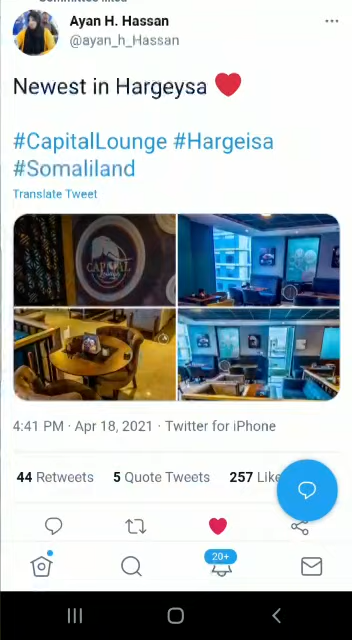 Ayan H. Hassan
@ayan_h_Hassan
Newest in Hargeysa
#CapitalLounge #Hargeisa
#Somaliland
Translate Tweet
CAPITAL
4:41 PM · Apr 18, 2021 · Twitter for iPhone
44 Retweets 5 Quote Tweets 257 Like
20+